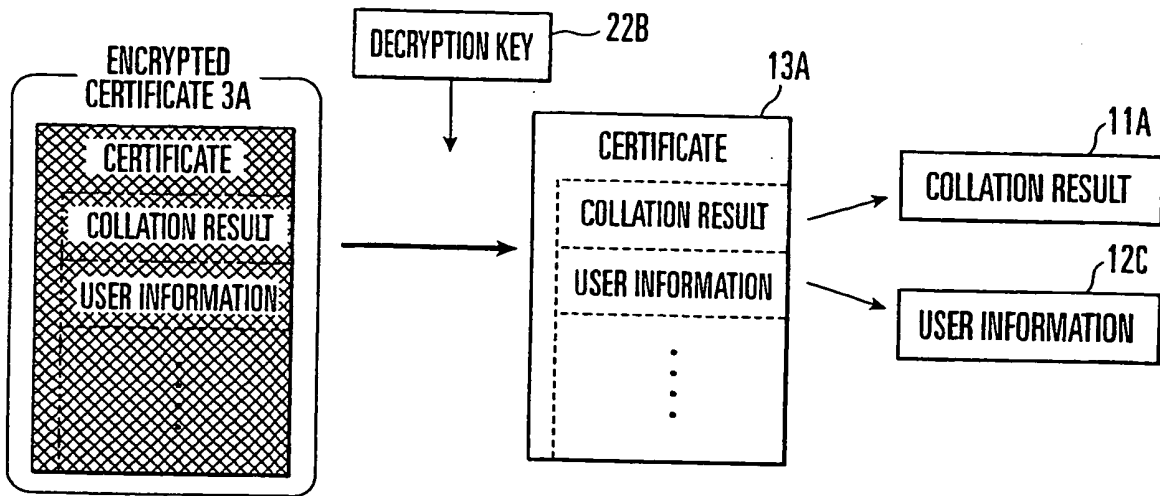 ENCRYPTED
CERTIFICATE 3A
CERTIFICATE
COLLATION RESULT
USER INFORMATION
DECRYPTION KEY
22B
13A
CERTIFICATE
COLLATION RESULT
USER INFORMATION
11A
COLLATION RESULT
12C
USER INFORMATION